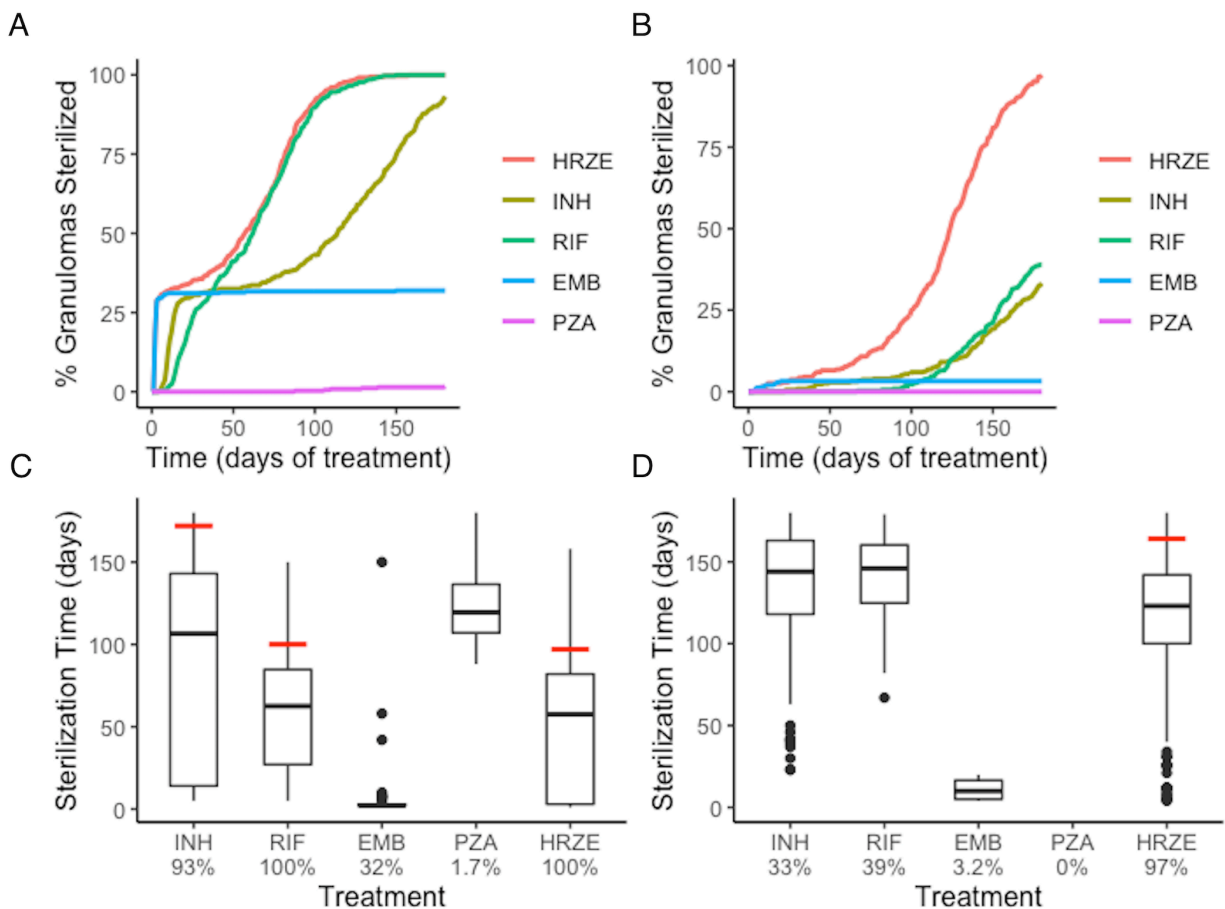 A
% Granulomas Sterilized
100
75
50
25
0
0 50 100 150
Time (days of treatment)
HRZE
INH
RIF
EMB
PZA
B
% Granulomas Sterilized
100
75
50
25
0
0 50 100 150
Time (days of treatment)
HRZE
INH
RIF
EMB
PZA
C
Sterilization Time (days)
150
100
50
0
INH RIF EMB PZA HRZE
93% 100% 32% 1.7% 100%
Treatment
D
Sterilization Time (days)
150
100
50
0
INH RIF EMB PZA HRZE
33% 39% 3.2% 0% 97%
Treatment